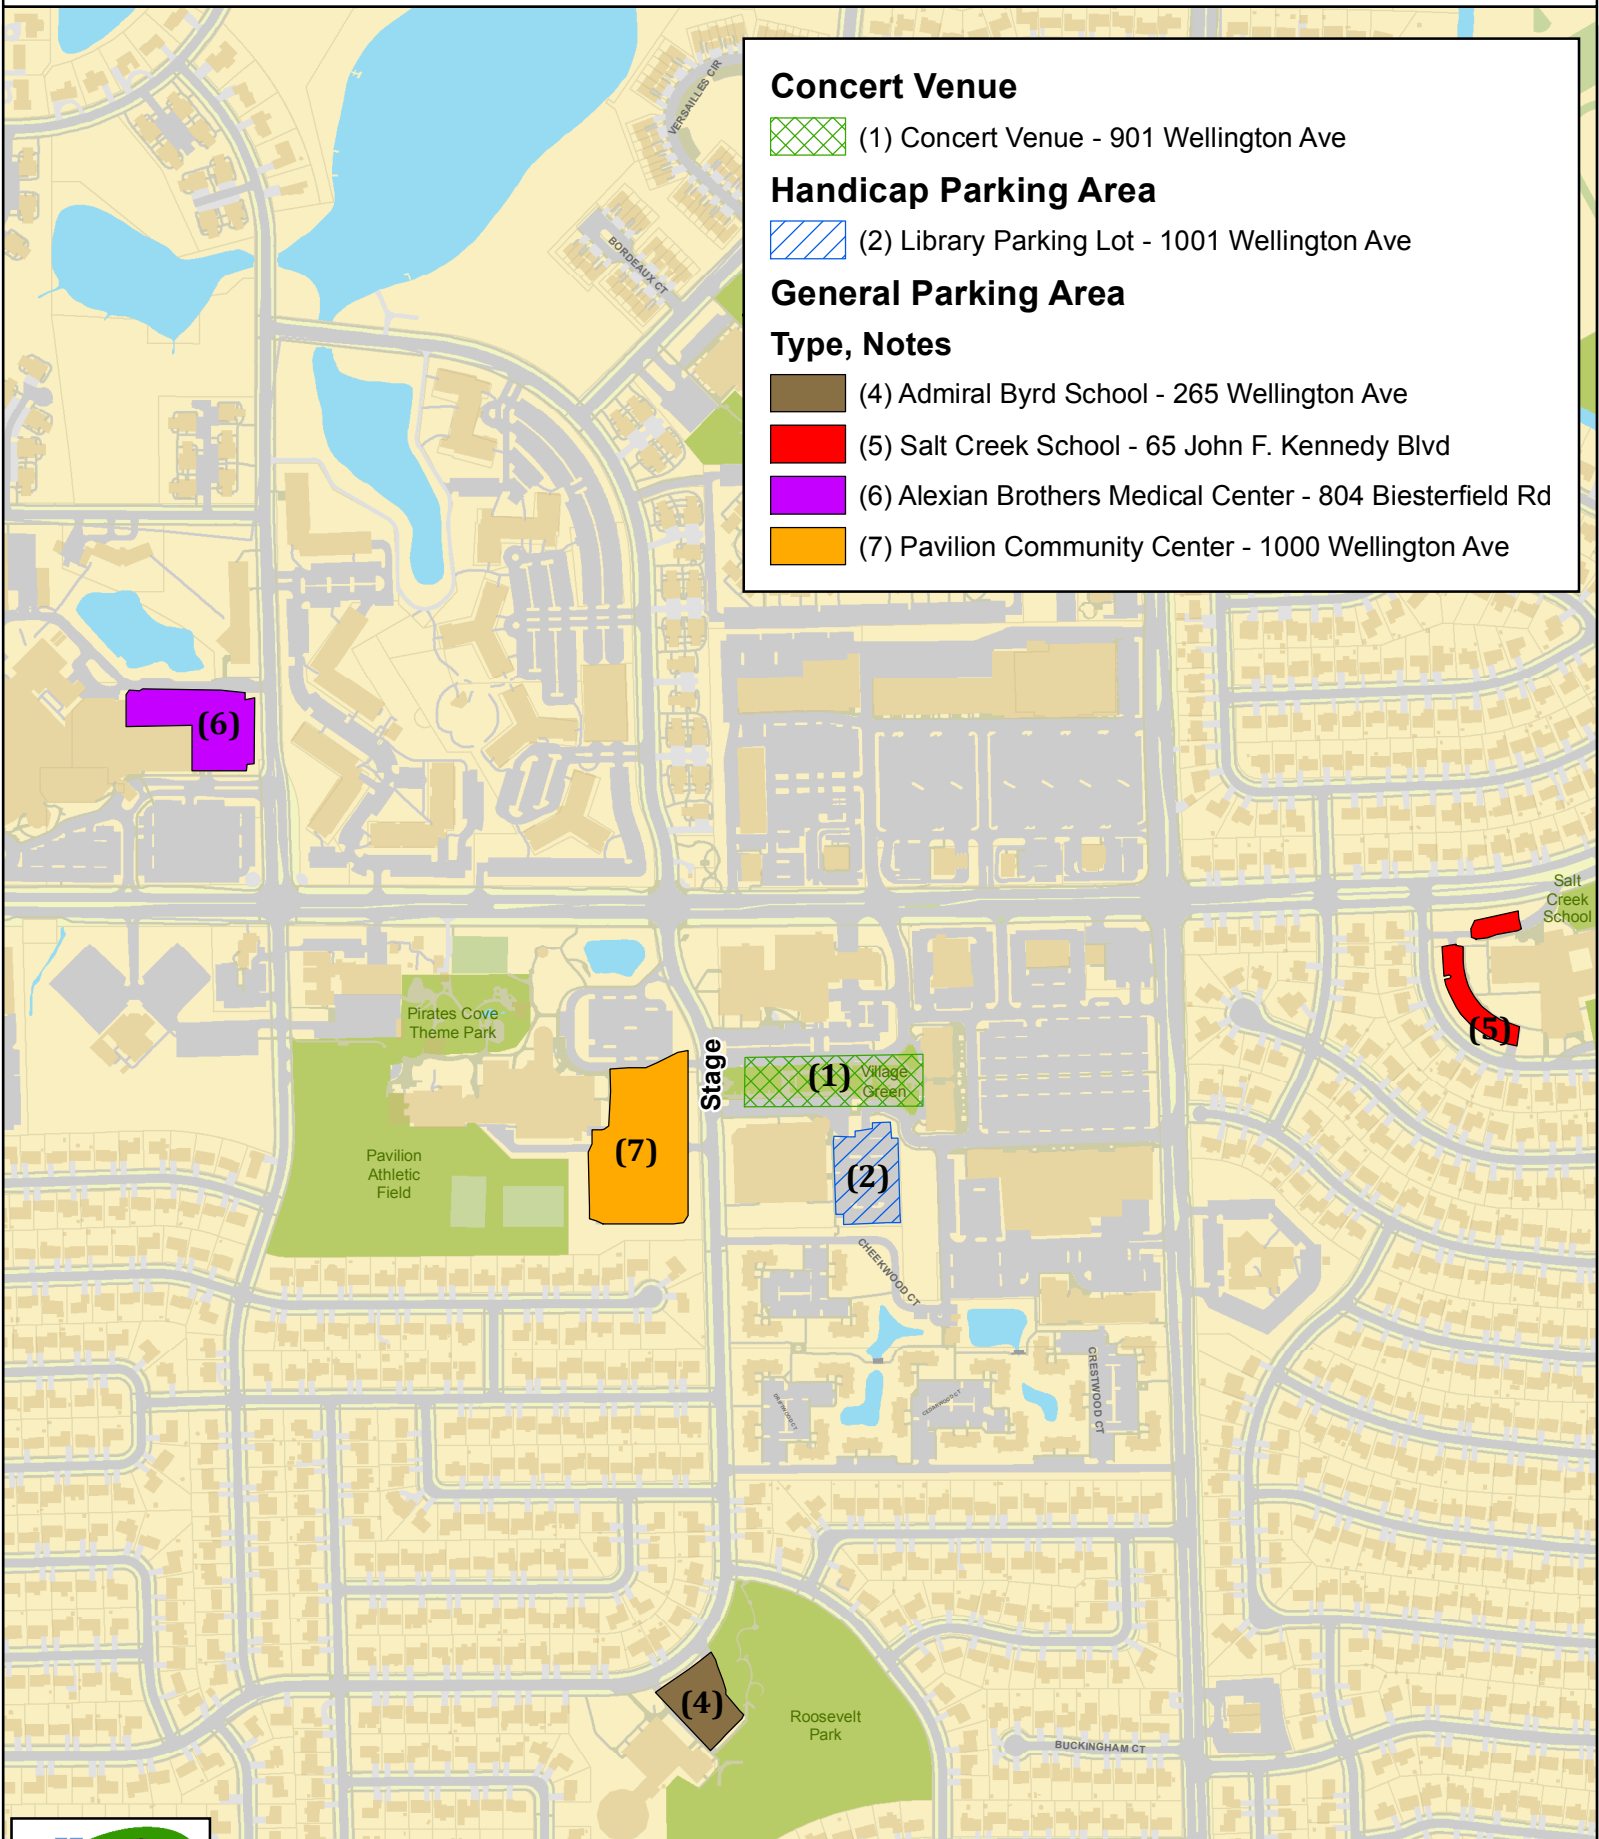 Concert Venue
(1) Concert Venue - 901 Wellington Ave
Handicap Parking Area
(2) Library Parking Lot - 1001 Wellington Ave
General Parking Area
Type, Notes
(4) Admiral Byrd School - 265 Wellington Ave
(5) Salt Creek School - 65 John F. Kennedy Blvd
(6) Alexian Brothers Medical Center - 804 Biesterfield Rd
(7) Pavilion Community Center - 1000 Wellington Ave
VERSAILLES CIR
BORDEAUX CT
(6)
Salt
Creek
School
(5)
Pirates Cove
Theme Park
Stage
(1)
Village
Green
Pavilion
Athletic
Field
(7)
(2)
CHEEKWOOD CT
CRESTWOOD CT
DRIFTWOOD CT
CEDARWOOD CT
(4)
Roosevelt
Park
BUCKINGHAM CT